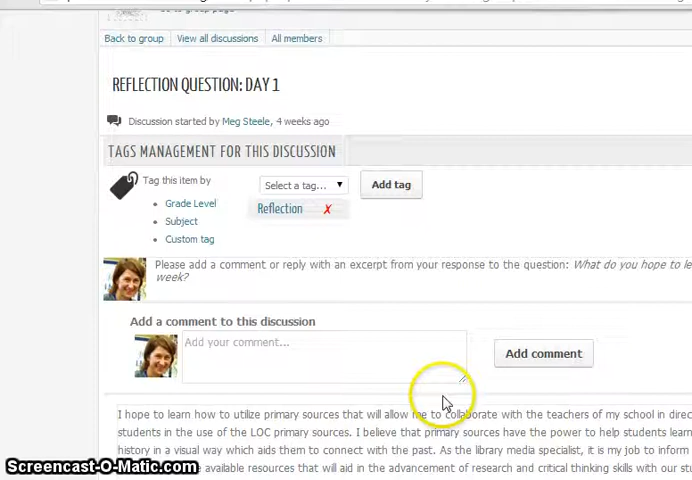 Back to group
View all discussions
All members
REFLECTION QUESTION: DAY 1
Discussion started by Meg Steele, 4 weeks ago
TAGS MANAGEMENT FOR THIS DISCUSSION
Tag this item by
Select a tag...
Add tag
• Grade Level
Reflection X
• Subject
• Custom tag
Please add a comment or reply with an excerpt from your response to the question: What do you hope to le
week?
Add a comment to this discussion
Add your comment...
Add comment
I hope to learn how to utilize primary sources that will allow me to collaborate with the teachers of my school in direc
students in the use of the LOC primary sources. I believe that primary sources have the power to help students learn
history in a visual way which aids them to connect with the past. As the library media specialist, it is my job to inform
available resources that will aid in the advancement of research and critical thinking skills with our stu
Screencast-O-Matic.com